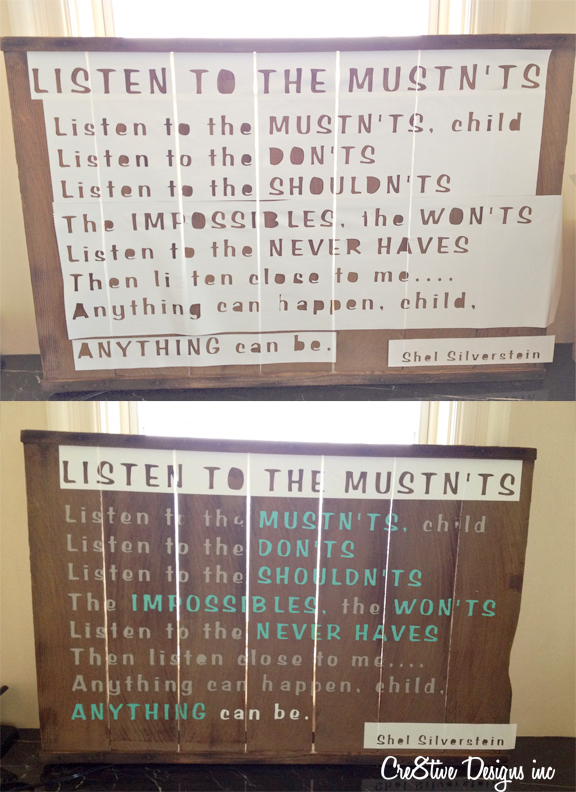 LISTEN TO THE MUSTN'TS
Listen to the MUSTN'TS, child
Listen to the DON'TS
Listen to the SHOULDN'TS
The IMPOSSIBLES, the WON'TS
Listen to the NEVER HAVES
Then li ten close to me....
Anything can happen, child,
ANYTHING can be.
Shel Silverstein
LISTEN TO THE MUSTN'TS
Listen to the MUSTN'TS, child
Listen to the DON'TS
Listen to the SHOULDN'TS
The IMPOSSIBLES, the WON'TS
Listen to the NEVER HAVES
Then listen close to me....
Anything can happen, child,
ANYTHING can be.
Shel Silverstein
Cre8tive Designs inc